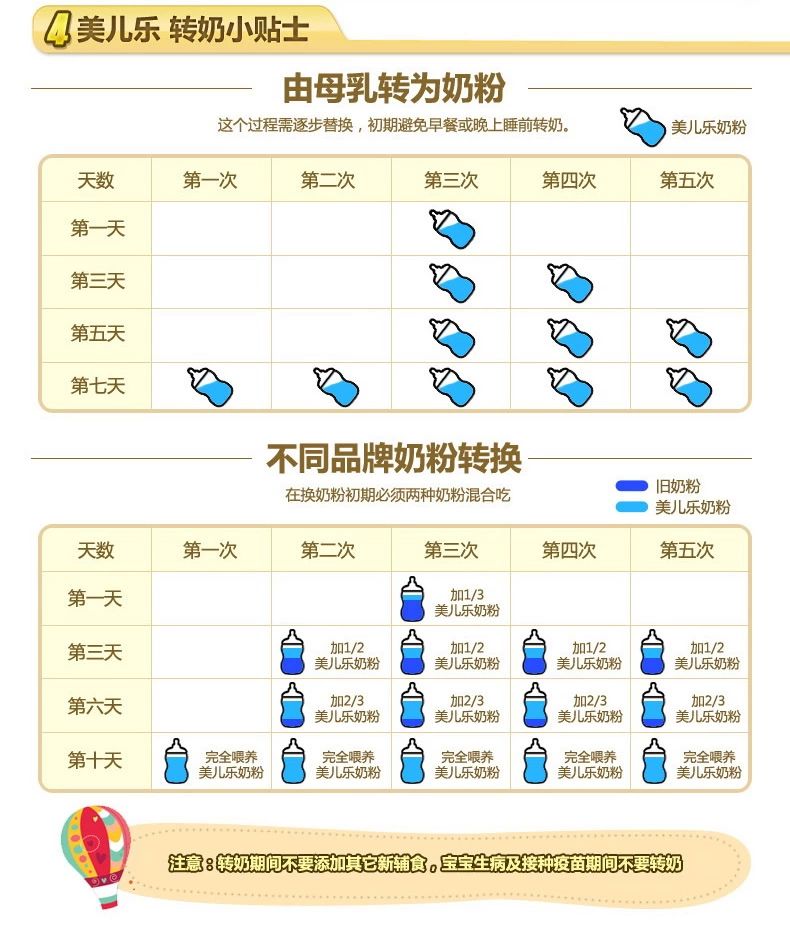 4 美儿乐 转奶小贴士
由母乳转为奶粉
这个过程需逐步替换，初期避免早餐或晚上睡前转奶。
美儿乐奶粉
天数 第一次 第二次 第三次 第四次 第五次
第一天
第三天
第五天
第七天
不同品牌奶粉转换
在换奶粉初期必须两种奶粉混合吃
旧奶粉
美儿乐奶粉
天数 第一次 第二次 第三次 第四次 第五次
第一天
加1/3
美儿乐奶粉
第三天
加1/2 加1/2 加1/2 加1/2
美儿乐奶粉 美儿乐奶粉 美儿乐奶粉 美儿乐奶粉
第六天
加2/3 加2/3 加2/3 加2/3
美儿乐奶粉 美儿乐奶粉 美儿乐奶粉 美儿乐奶粉
第十天
完全喂养 完全喂养 完全喂养 完全喂养 完全喂养
美儿乐奶粉 美儿乐奶粉 美儿乐奶粉 美儿乐奶粉 美儿乐奶粉
注意：转奶期间不要添加其它新辅食，宝宝生病及接种疫苗期间不要转奶